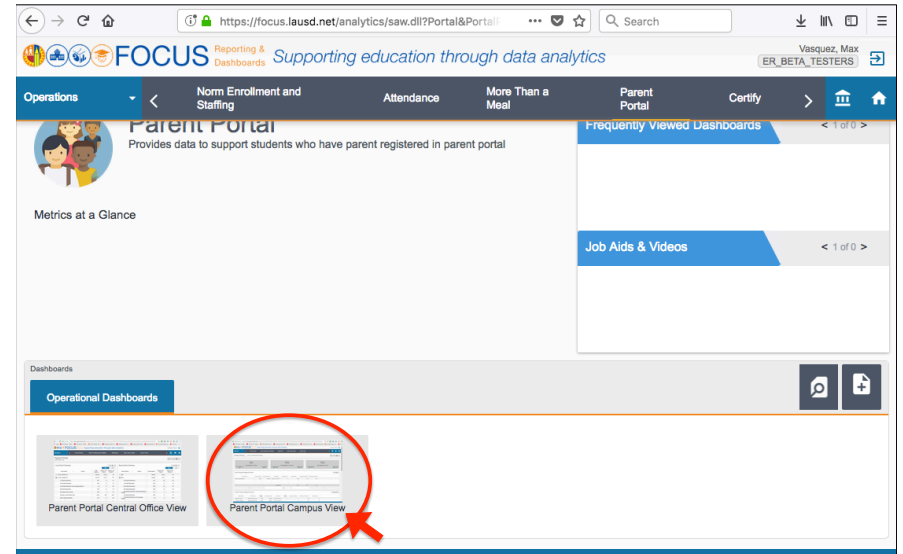 https://focus.lausd.net/analytics/saw.dll?Portal&Portal
Search
FOCUS Reporting & Dashboards Supporting education through data analytics
Vasquez, Max
ER_BETA_TESTERS
Operations
Norm Enrollment and Staffing
Attendance
More Than a Meal
Parent Portal
Certify
Parent Portal
Provides data to support students who have parent registered in parent portal
Frequently Viewed Dashboards
< 1 of 0 >
Metrics at a Glance
Job Aids & Videos
< 1 of 0 >
Dashboards
Operational Dashboards
Parent Portal Central Office View
Parent Portal Campus View